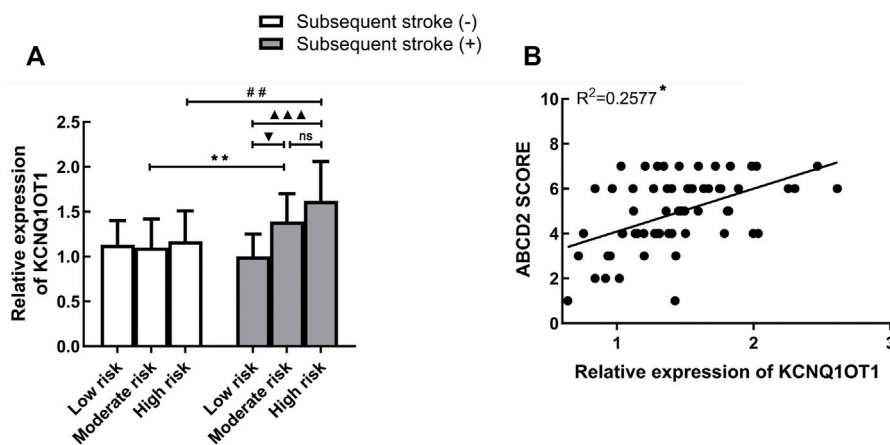 Subsequent stroke (-)
Subsequent stroke (+)
A
##
▲▲▲
▼
ns
**
Relative expression
of KCNQ1OT1
2.5
2.0
1.5
1.0
0.5
0.0
Low risk
Moderate risk
High risk
Low risk
Moderate risk
High risk
B
R²=0.2577*
ABCD2 SCORE
10
8
6
4
2
0
1
2
3
Relative expression of KCNQ1OT1